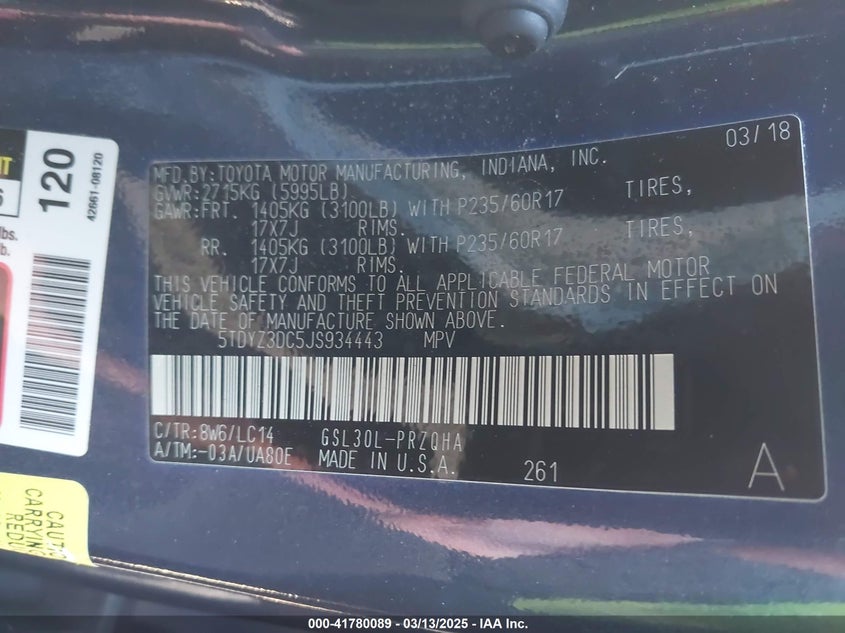 03/18
MFD.BY:TOYOTA MOTOR MANUFACTURING, INDIANA, INC.
GVWR:2715KG (5995LB)
GAWR:FRT. 1405KG (3100LB) WITH P235/60R17 TIRES,
17X7J RIMS.
RR. 1405KG (3100LB) WITH P235/60R17 TIRES,
17X7J RIMS.
THIS VEHICLE CONFORMS TO ALL APPLICABLE FEDERAL MOTOR
VEHICLE SAFETY AND THEFT PREVENTION STANDARDS IN EFFECT ON
THE DATE OF MANUFACTURE SHOWN ABOVE.
5TDYZ3DC5JS934443 MPV
C/TR:8W6/LC14 GSL30L-PRZQHA
A/TM:-03A/UA80E MADE IN U.S.A.
261 A
120
42661-08120
lbs.
lb.
CARRYING
000-41780089 - 03/13/2025 - IAA Inc.